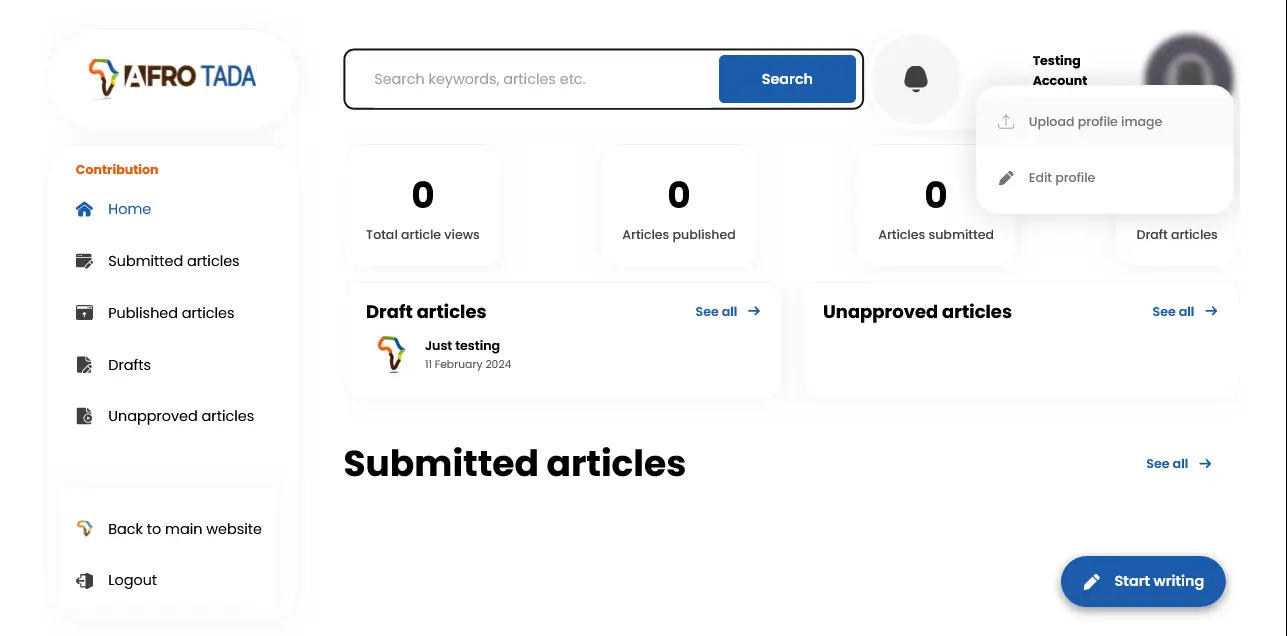 AFRO TADA
Search keywords, articles etc.
Search
Testing
Account
Upload profile image
Edit profile
Contribution
Home
Submitted articles
Published articles
Drafts
Unapproved articles
Back to main website
Logout
0
Total article views
0
Articles published
0
Articles submitted
Draft articles
Draft articles
See all
Just testing
11 February 2024
Unapproved articles
See all
Submitted articles
See all
Start writing